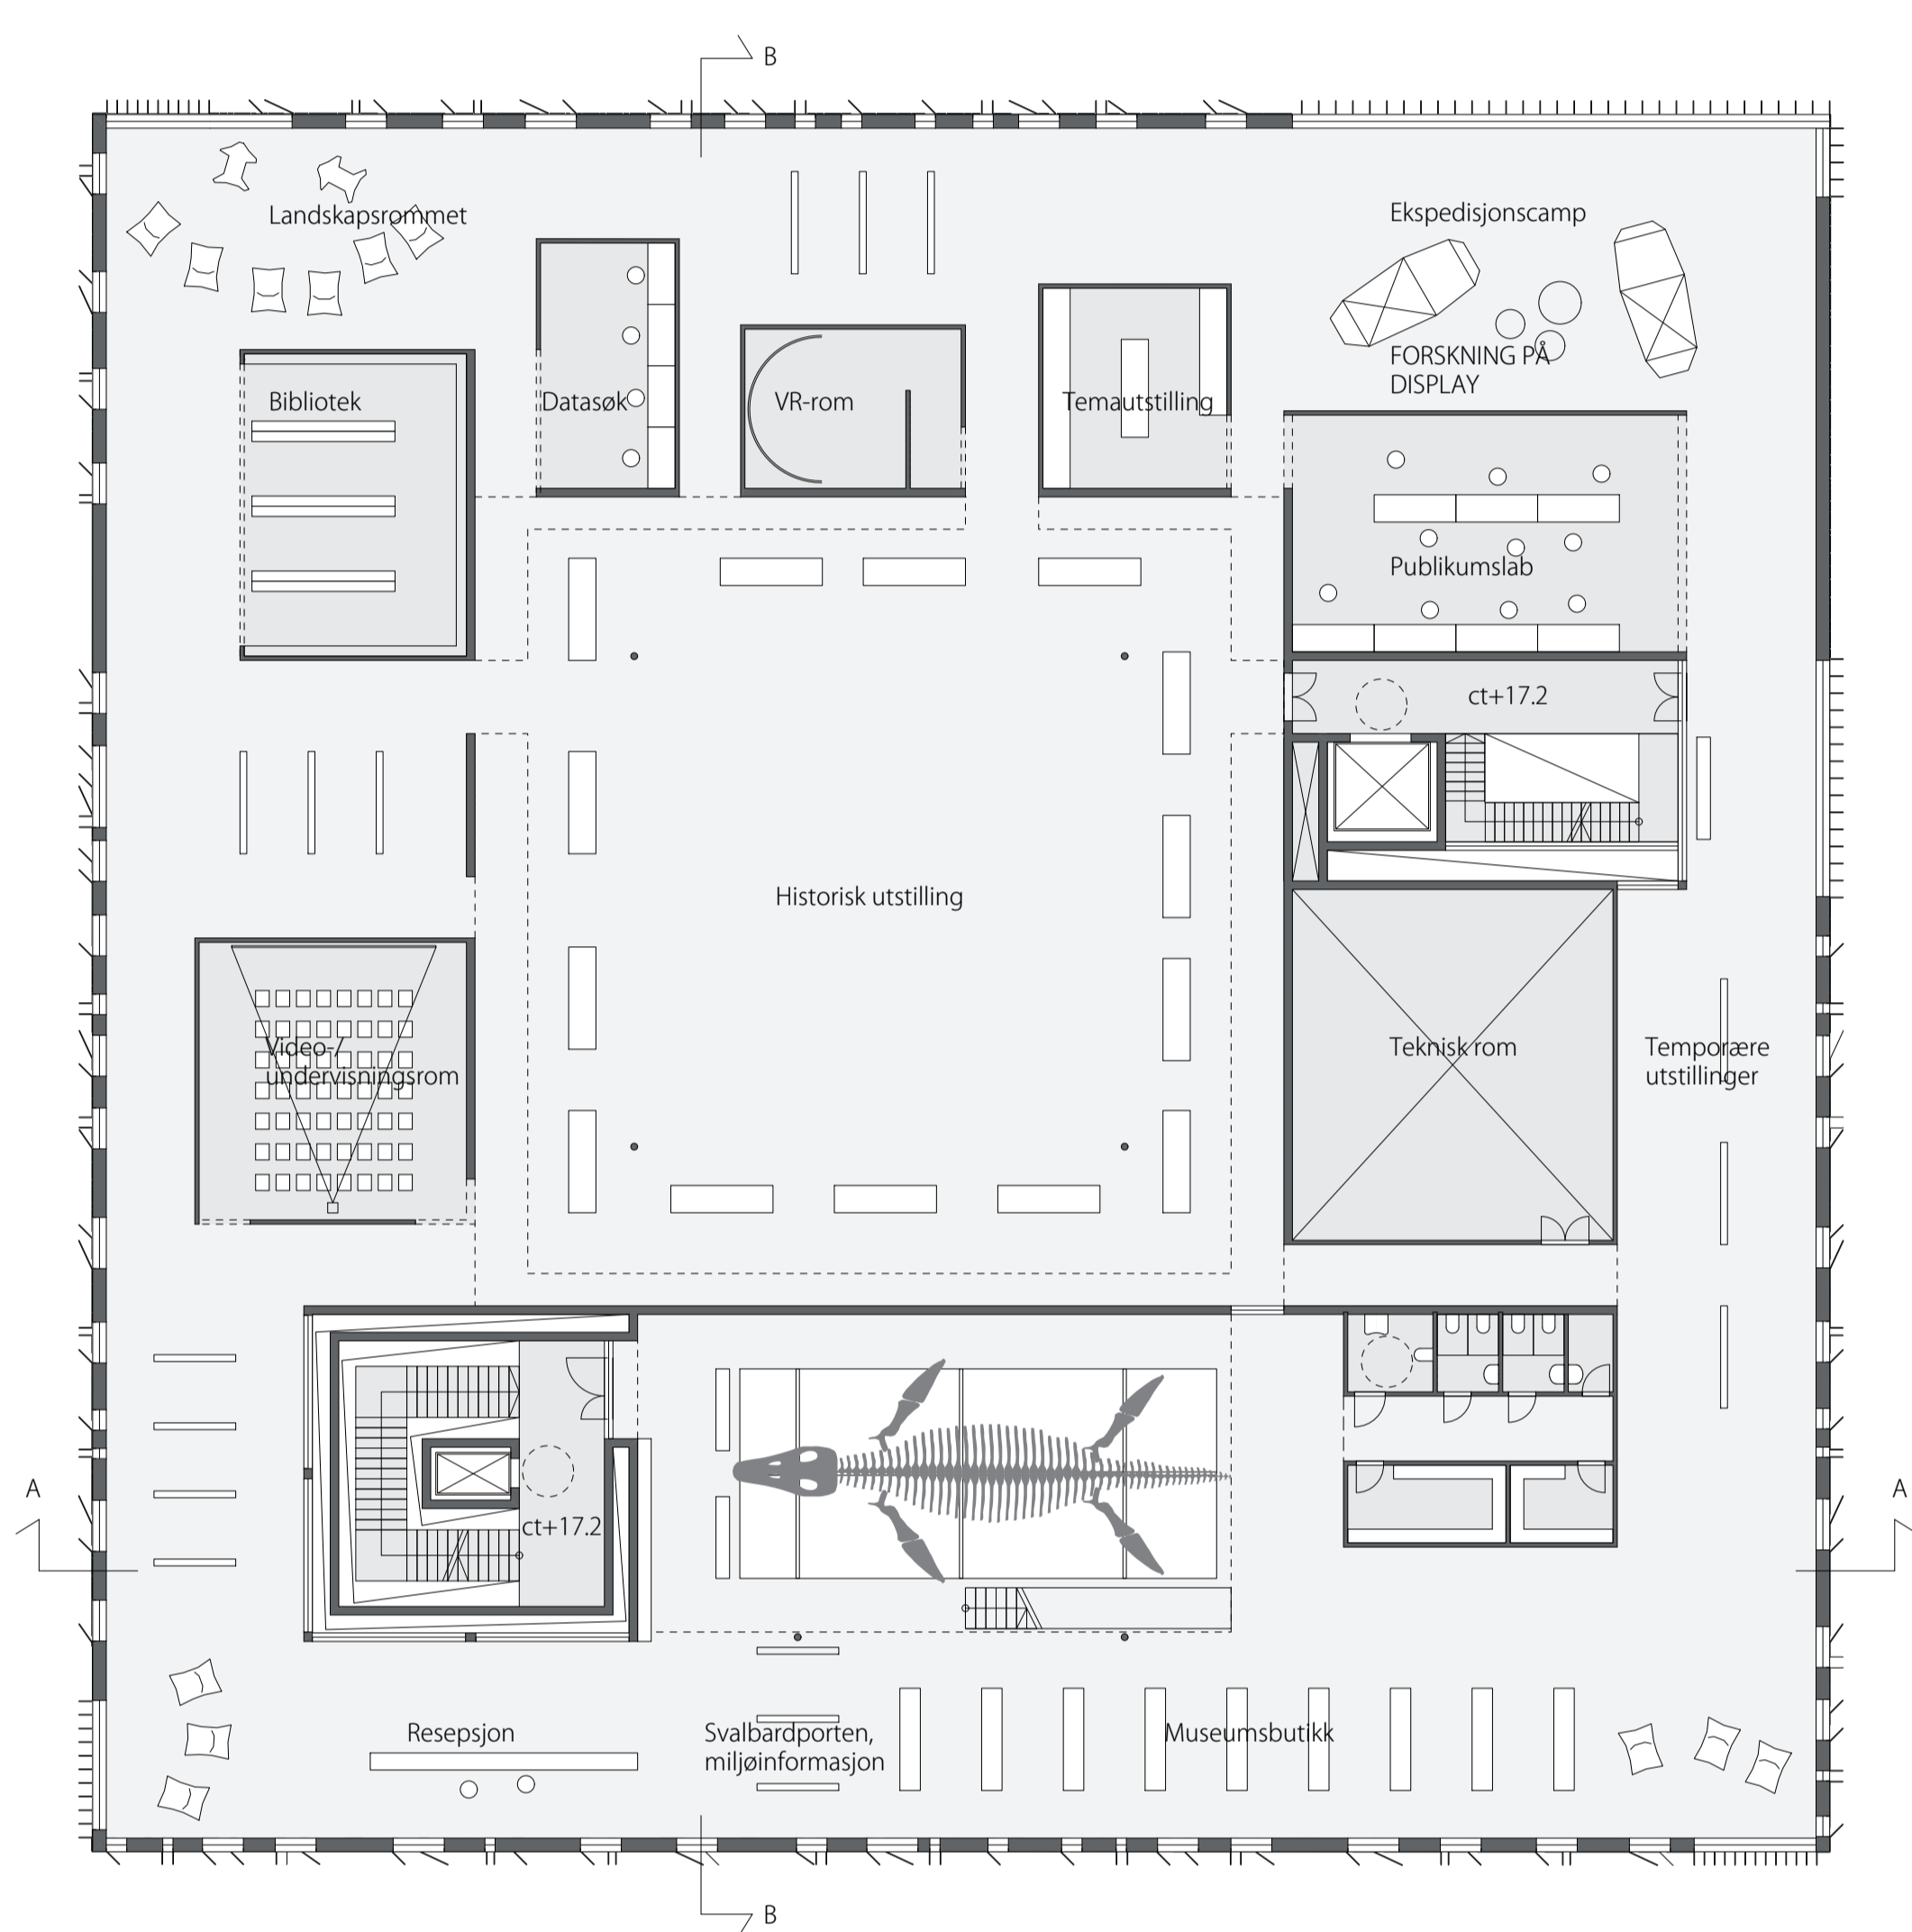 B
Landskapsrommet
Ekspedisjonscamp
FORSKNING PÅ
DISPLAY
Bibliotek
Datasøk
VR-rom
Temautstilling
Publikumslab
ct+17.2
Historisk utstilling
Video-/
undervisningsrom
Teknisk rom
Temporære
utstillinger
A
A
ct+17.2
Resepsjon
Svalbardporten,
miljøinformasjon
Museumsbutikk
B